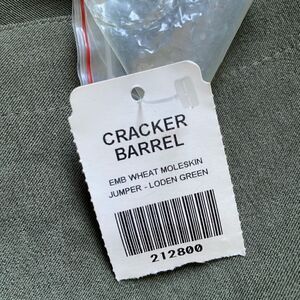 CRACKER
BARREL
EMB WHEAT MOLESKIN
JUMPER - LODEN GREEN
212800